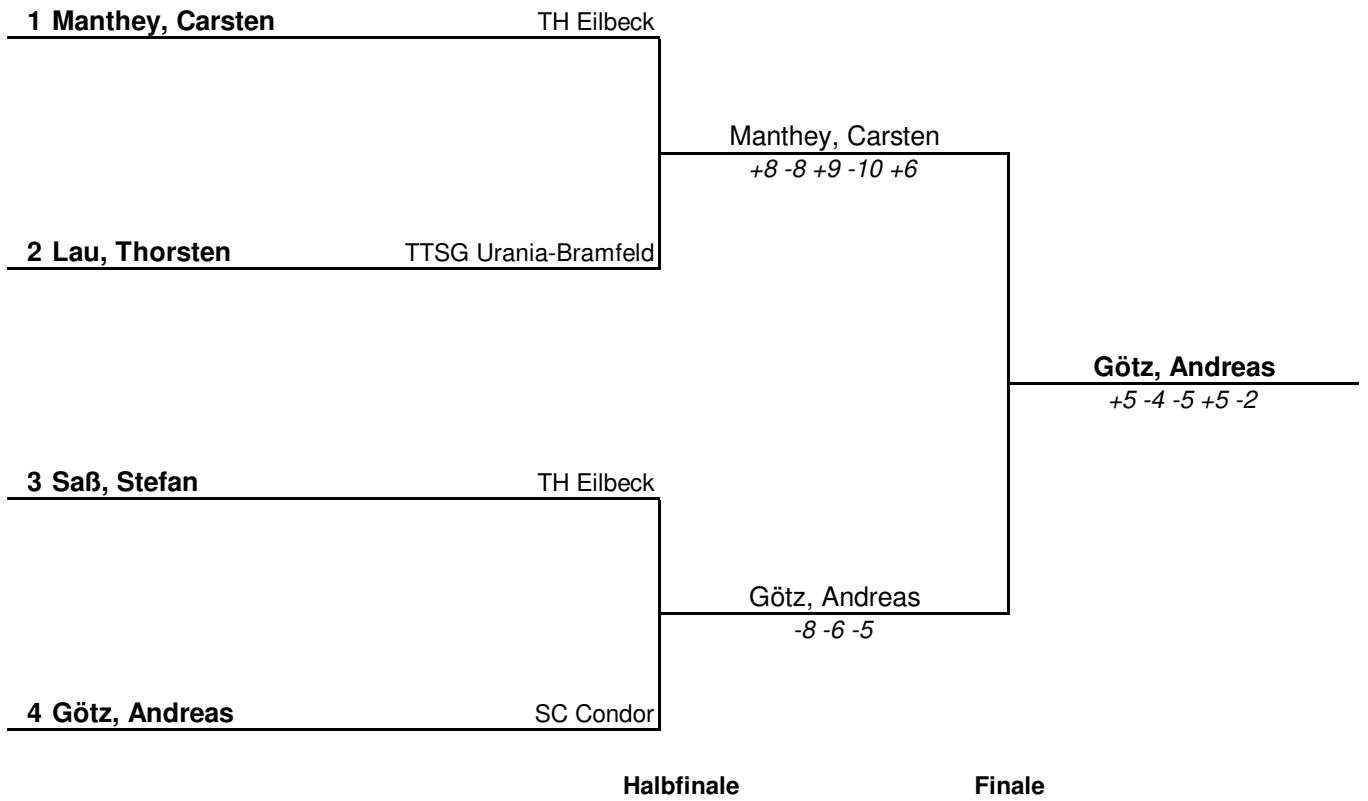 1 Manthey, Carsten TH Eilbeck
Manthey, Carsten
+8 -8 +9 -10 +6
2 Lau, Thorsten TTSG Urania-Bramfeld
Götz, Andreas
+5 -4 -5 +5 -2
3 Saß, Stefan TH Eilbeck
Götz, Andreas
-8 -6 -5
4 Götz, Andreas SC Condor
Halbfinale Finale